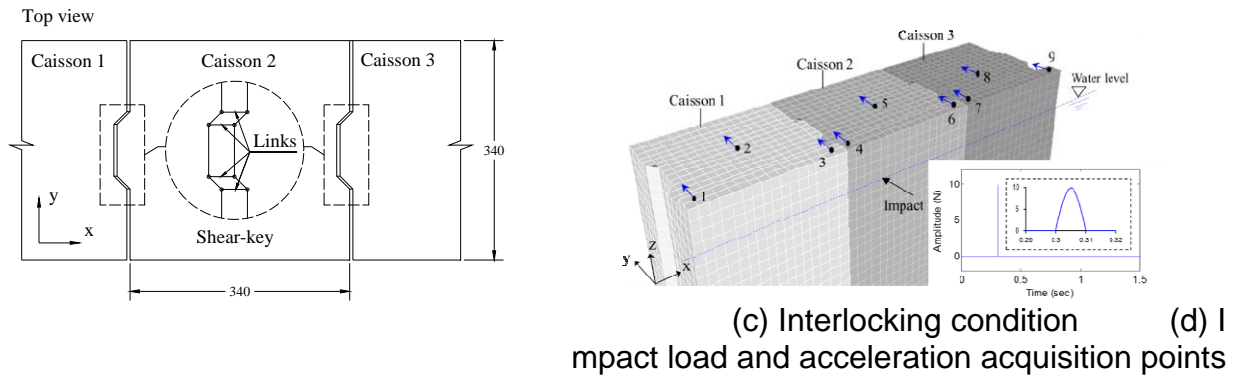 Top view
Caisson 1
Caisson 2
Caisson 3
Links
Shear-key
y
x
340
340
Caisson 1
Caisson 2
Caisson 3
1
2
3
4
5
6
7
8
9
Water level
Impact
y
z
x
Amplitude (N)
10
5
0
0
0.5
1
1.5
Time (sec)
10
5
0
0.29
0.3
0.31
0.32
(c) Interlocking condition (d) I
mpact load and acceleration acquisition points